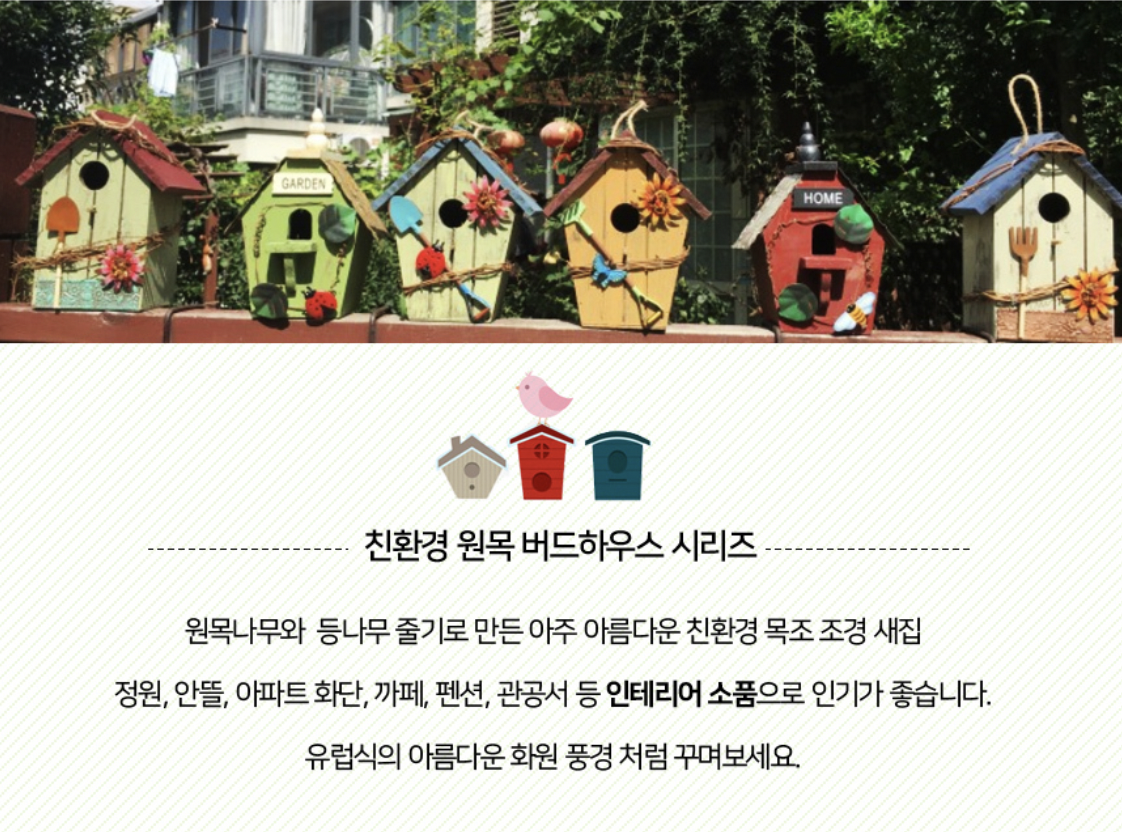 GARDEN
HOME
친환경 원목 버드하우스 시리즈
원목나무와 등나무 줄기로 만든 아주 아름다운 친환경 목조 조경 새집
정원, 안뜰, 아파트 화단, 까페, 펜션, 관공서 등 인테리어 소품으로 인기가 좋습니다.
유럽식의 아름다운 화원 풍경 처럼 꾸며보세요.